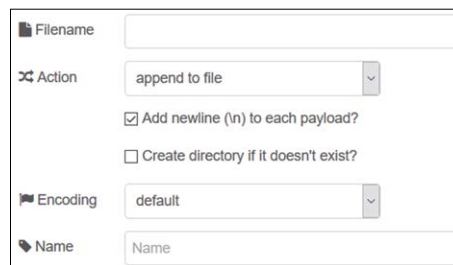 Filename
Action append to file
Add newline (\n) to each payload?
Create directory if it doesn't exist?
Encoding default
Name Name